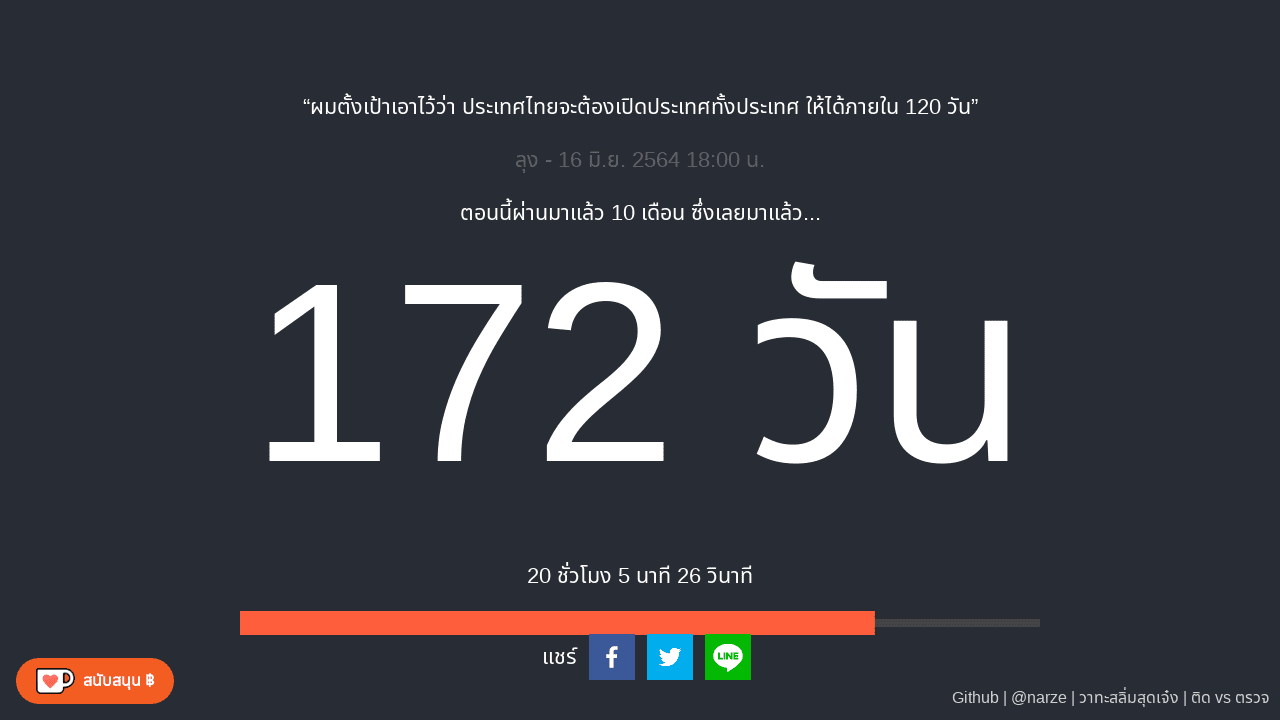 “ผมตั้งเป้าเอาไว้ว่า ประเทศไทยจะต้องเปิดประเทศทั้งประเทศ ให้ได้ภายใน 120 วัน”
ลุง - 16 มิ.ย. 2564 18:00 น.
ตอนนี้ผ่านมาแล้ว 10 เดือน ซึ่งเลยมาแล้ว...
172 วัน
20 ชั่วโมง 5 นาที 26 วินาที
แชร์
LINE
สนับสนุน ฿
Github | @narze | วาทะสลิ่มสุดเจ๋ง | ติด vs ตรวจ